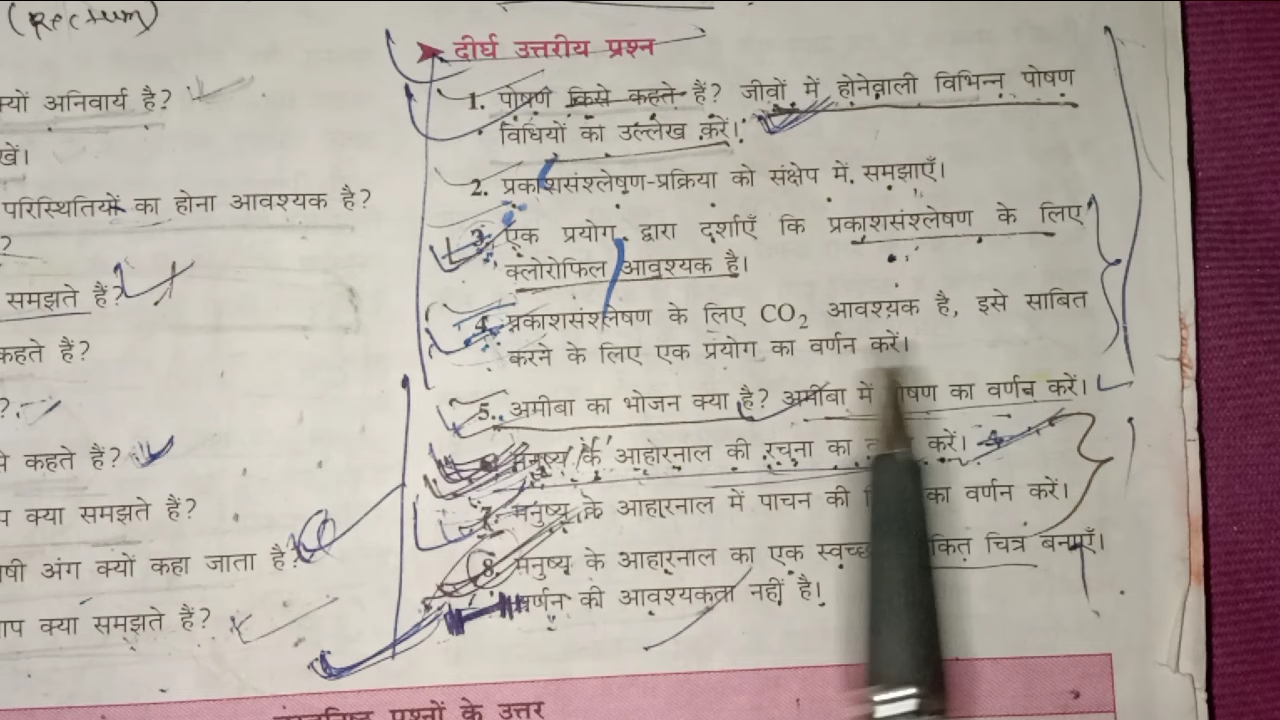 (Rectum)
क्यों अनिवार्य है?
खें।
परिस्थितियों का होना आवश्यक है?
?
समझते हैं?
कहते हैं?
?
से कहते हैं?
प क्या समझते हैं?
षी अंग क्यों कहा जाता है?
ाप क्या समझते हैं?
दीर्घ उत्तरीय प्रश्न
1. पोषण किसे कहते हैं? जीवों में होनेवाली विभिन्न पोषण
विधियों का उल्लेख करें।
2. प्रकाशसंश्लेषण-प्रक्रिया को संक्षेप में समझाएँ।
3. एक प्रयोग द्वारा दर्शाएँ कि प्रकाशसंश्लेषण के लिए
क्लोरोफिल आवश्यक है।
4. प्रकाशसंश्लेषण के लिए CO₂ आवश्यक है, इसे साबित
करने के लिए एक प्रयोग का वर्णन करें।
5. अमीबा का भोजन क्या है? अमीबा में पोषण का वर्णन करें।
मनुष्य के आहारनाल की रचना का करें।
7. मनुष्य के आहारनाल में पाचन की का वर्णन करें।
8. मनुष्य के आहारनाल का एक स्वच्छ चित्र बनाएँ।
वर्णन की आवश्यकता नहीं है।
प्रश्नों के उत्तर